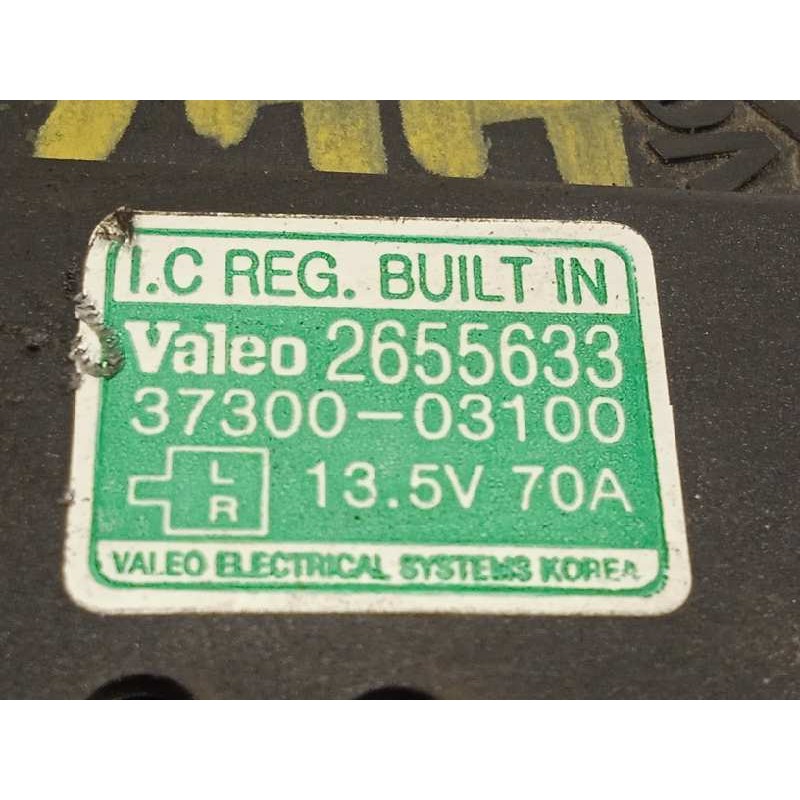 I.C REG. BUILT IN
Valeo 2655633
37300-03100
L
R
13.5V 70A
VALEO ELECTRICAL SYSTEMS KOREA